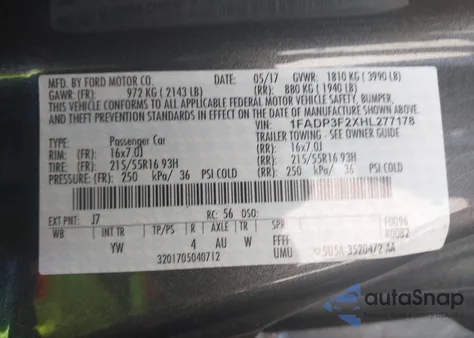 MFD. BY FORD MOTOR CO.
DATE: 05/17 GVWR: 1810 KG ( 3990 LB)
GAWR: (FR): 972 KG ( 2143 LB) (RR): 880 KG ( 1940 LB)
THIS VEHICLE CONFORMS TO ALL APPLICABLE FEDERAL MOTOR VEHICLE SAFETY, BUMPER,
AND THEFT PREVENTION STANDARDS IN EFFECT ON THE DATE OF MANUFACTURE SHOWN ABOVE.
VIN: 1FADP3F2XHL277178
TYPE: Passenger Car TRAILER TOWING - SEE OWNER GUIDE
RIM: (FR): 16x7.0J (RR): 16x7.0J
TIRE: (FR): 215/55R16 93H (RR): 215/55R16 93H
PRESSURE: (FR): 250 kPa/ 36 PSI COLD (RR): 250 kPa/ 36 PSI COLD
EXT PNT: J7 RC: 56 DSO: F0096
WB INT TR TP/PS R AXLE TR SPR R00B2
YW 4 AU W FFFF
3201705040712 UMU 5U5A-3520472-AA
autoSnap